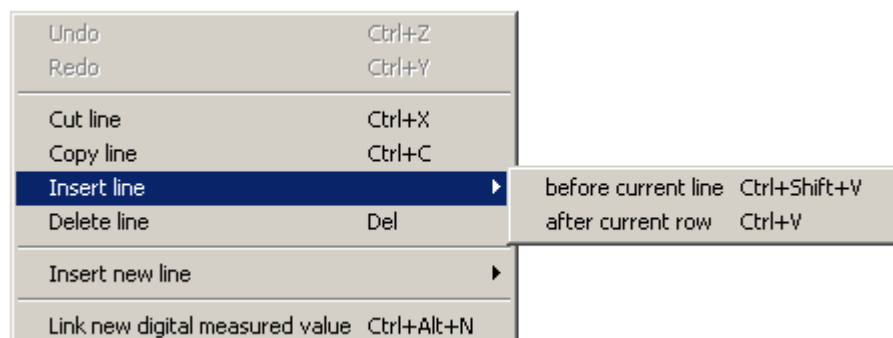 Undo Ctrl+Z
Redo Ctrl+Y
Cut line Ctrl+X
Copy line Ctrl+C
Insert line
before current line Ctrl+Shift+V
after current row Ctrl+V
Delete line Del
Insert new line
Link new digital measured value Ctrl+Alt+N